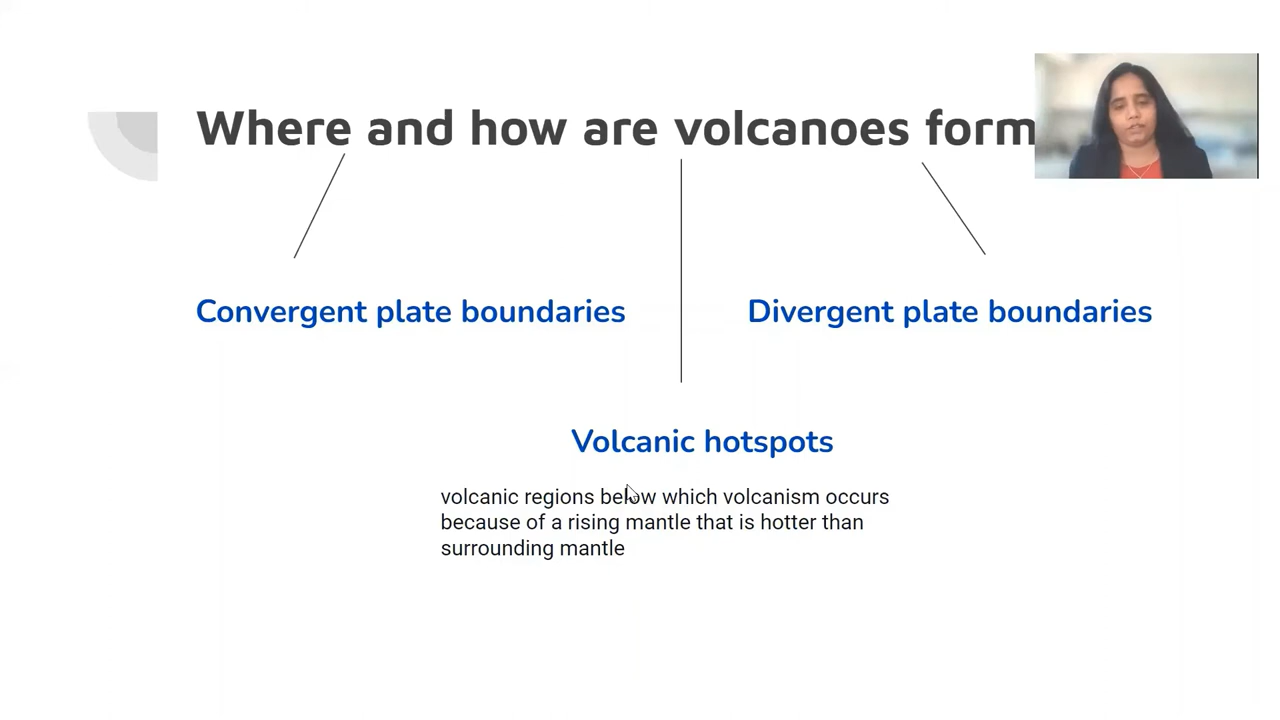 Where and how are volcanoes form
Convergent plate boundaries
Divergent plate boundaries
Volcanic hotspots
volcanic regions below which volcanism occurs
because of a rising mantle that is hotter than
surrounding mantle